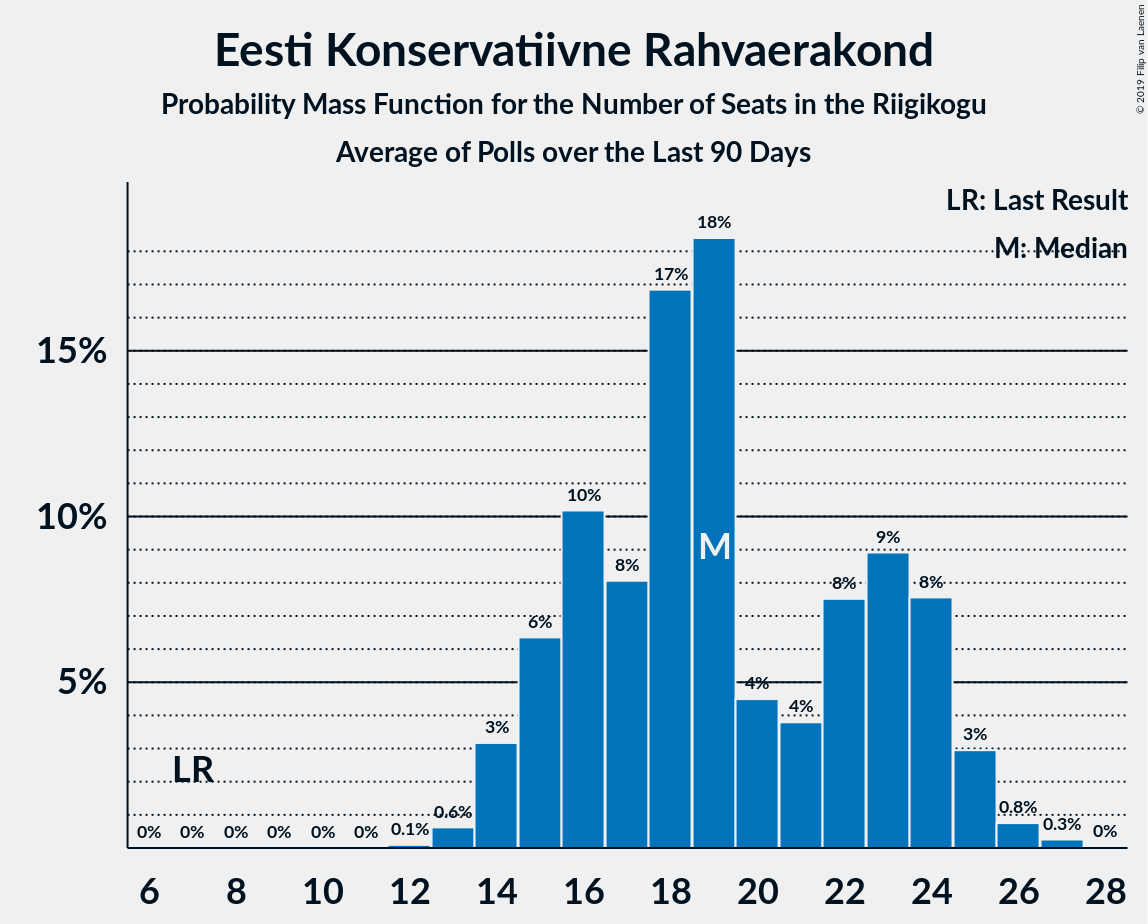 Eesti Konservatiivne Rahvaerakond
Probability Mass Function for the Number of Seats in the Riigikogu
Average of Polls over the Last 90 Days
© 2019 Filip van Laenen
LR: Last Result
M: Median
15%
10%
5%
0%
0%
0%
0%
0%
0%
0.1%
0.6%
3%
6%
10%
8%
17%
18%
4%
4%
8%
9%
8%
3%
0.8%
0.3%
0%
LR
M
6 8 10 12 14 16 18 20 22 24 26 28